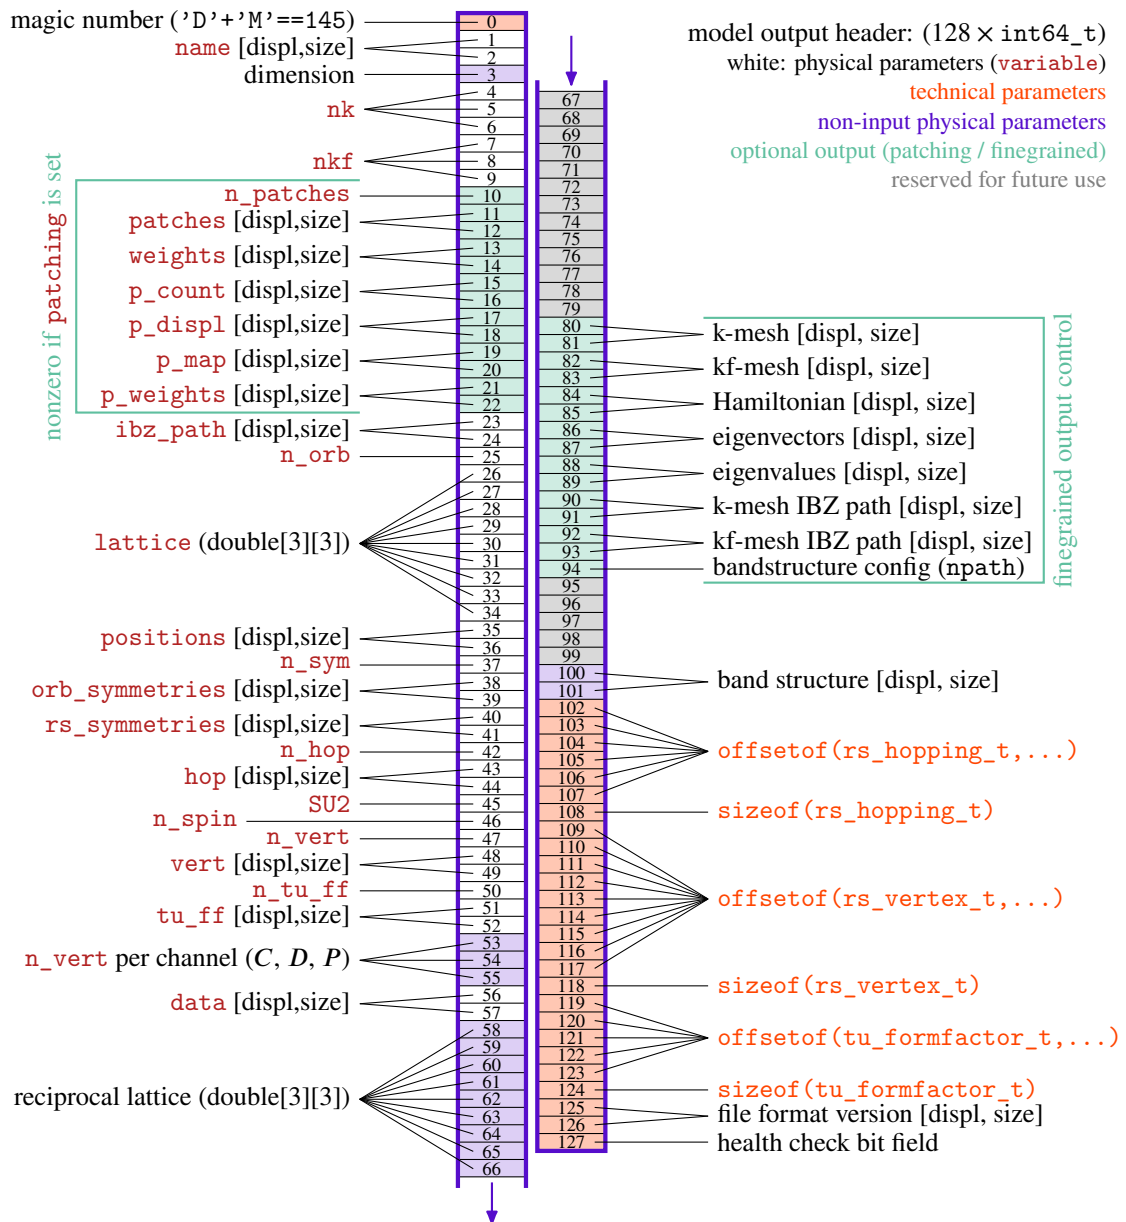 magic number ('D'+'M'==145)
name [displ,size]
dimension
nk
nkf
n_patches
patches [displ,size]
weights [displ,size]
p_count [displ,size]
p_displ [displ,size]
p_map [displ,size]
p_weights [displ,size]
nonzero if patching is set
ibz_path [displ,size]
n_orb
lattice (double[3][3])
positions [displ,size]
n_sym
orb_symmetries [displ,size]
rs_symmetries [displ,size]
n_hop
hop [displ,size]
SU2
n_spin
n_vert
vert [displ,size]
n_tu_ff
tu_ff [displ,size]
n_vert per channel (C, D, P)
data [displ,size]
reciprocal lattice (double[3][3])
0
1
2
3
4
5
6
7
8
9
10
11
12
13
14
15
16
17
18
19
20
21
22
23
24
25
26
27
28
29
30
31
32
33
34
35
36
37
38
39
40
41
42
43
44
45
46
47
48
49
50
51
52
53
54
55
56
57
58
59
60
61
62
63
64
65
66
67
68
69
70
71
72
73
74
75
76
77
78
79
80
81
82
83
84
85
86
87
88
89
90
91
92
93
94
95
96
97
98
99
100
101
102
103
104
105
106
107
108
109
110
111
112
113
114
115
116
117
118
119
120
121
122
123
124
125
126
127
model output header: (128 × int64_t)
white: physical parameters (variable)
technical parameters
non-input physical parameters
optional output (patching / finegrained)
reserved for future use
k-mesh [displ, size]
kf-mesh [displ, size]
Hamiltonian [displ, size]
eigenvectors [displ, size]
eigenvalues [displ, size]
k-mesh IBZ path [displ, size]
kf-mesh IBZ path [displ, size]
bandstructure config (npath)
finegrained output control
band structure [displ, size]
offsetof(rs_hopping_t,...)
sizeof(rs_hopping_t)
offsetof(rs_vertex_t,...)
sizeof(rs_vertex_t)
offsetof(tu_formfactor_t,...)
sizeof(tu_formfactor_t)
file format version [displ, size]
health check bit field